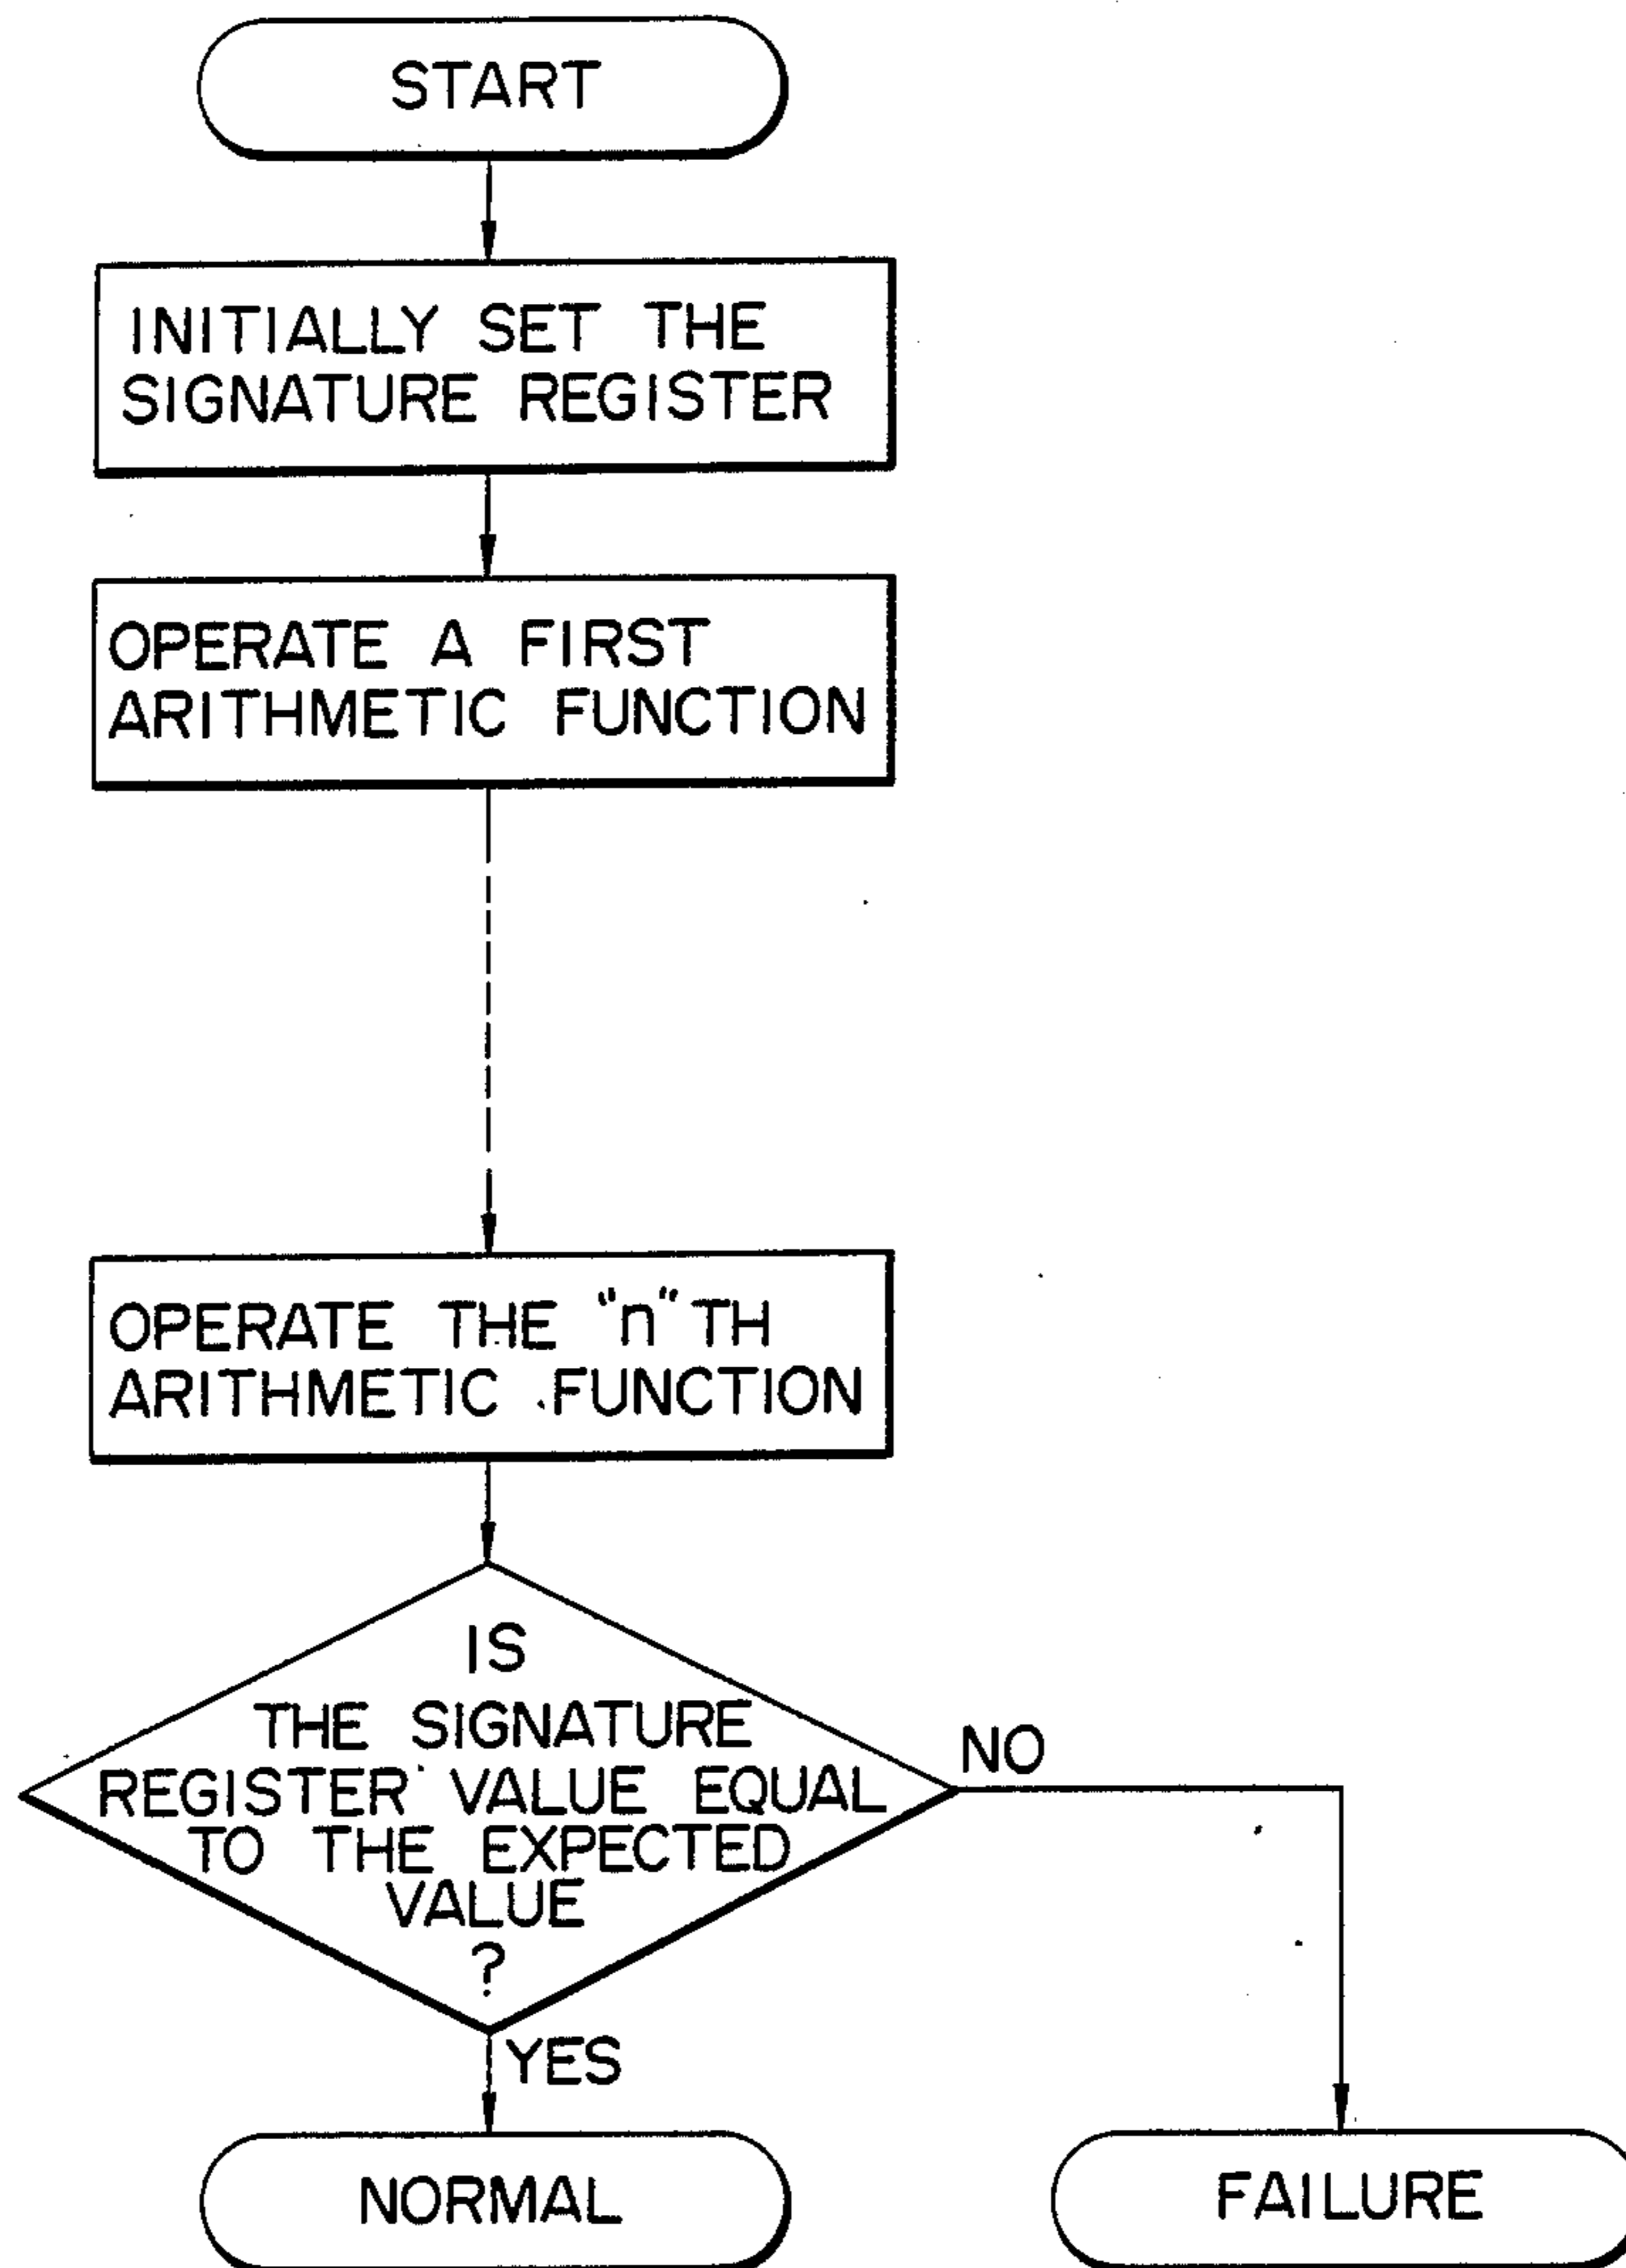 START
INITIALLY SET THE
SIGNATURE REGISTER
OPERATE A FIRST
ARITHMETIC FUNCTION
OPERATE THE "n" TH
ARITHMETIC FUNCTION
IS
THE SIGNATURE
REGISTER VALUE EQUAL
TO THE EXPECTED
VALUE
?
NO
YES
NORMAL
FAILURE